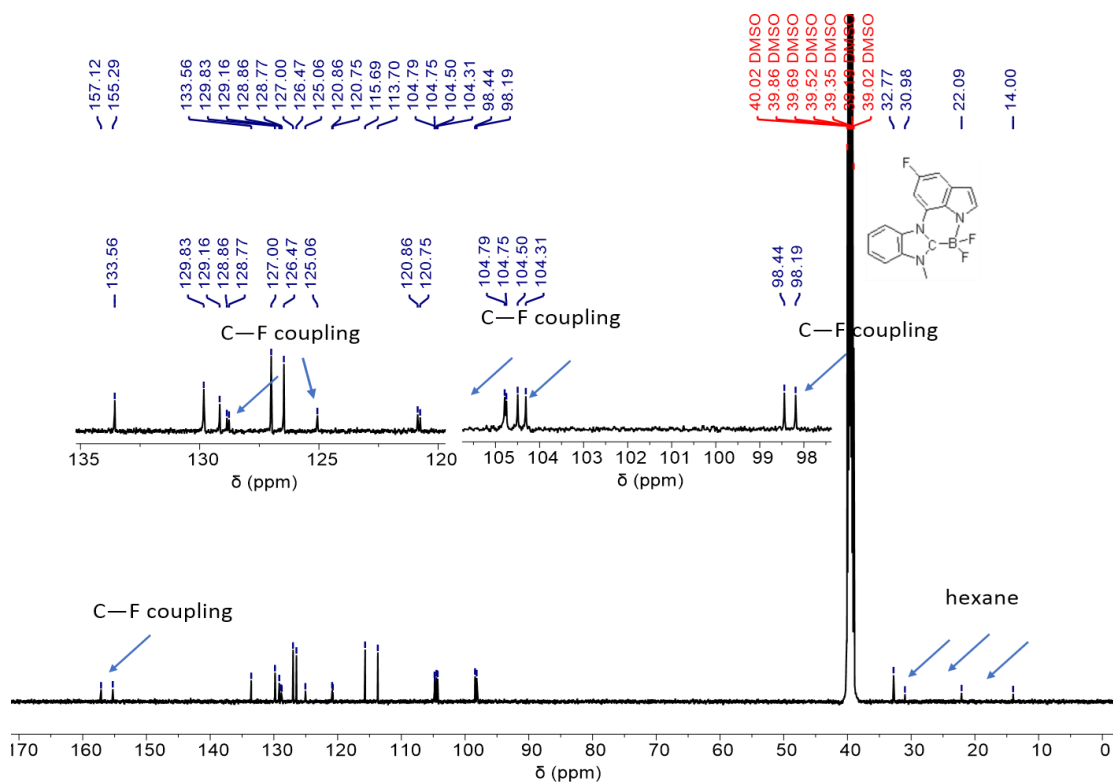 157.12
155.29
133.56
129.83
129.16
128.86
128.77
127.00
126.47
125.06
120.86
120.75
115.69
113.70
104.79
104.75
104.50
104.31
98.44
98.19
40.02 DMSO
39.86 DMSO
39.69 DMSO
39.52 DMSO
39.35 DMSO
39.19 DMSO
39.02 DMSO
32.77
30.98
22.09
14.00
F
N
N
C
B
F
F
N
133.56
129.83
129.16
128.86
128.77
127.00
126.47
125.06
120.86
120.75
104.79
104.75
104.50
104.31
98.44
98.19
C—F coupling
C—F coupling
C—F coupling
135 130 125 120
δ (ppm)
105 104 103 102 101 100 99 98
δ (ppm)
C—F coupling
hexane
170 160 150 140 130 120 110 100 90 80 70 60 50 40 30 20 10 0
δ (ppm)